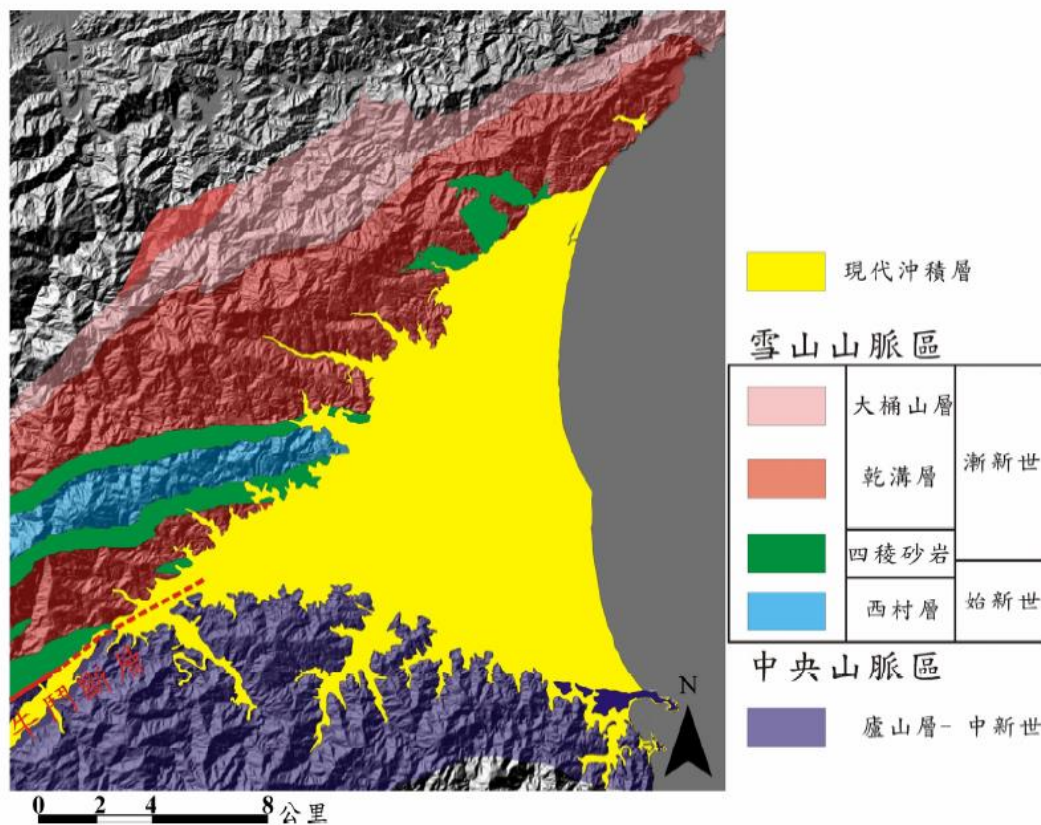 現代沖積層
雪山山脈區
大桶山層
乾溝層
漸新世
四稜砂岩
西村層
始新世
中央山脈區
廬山層- 中新世
牛鬥斷層
N
0 2 4 8 公里